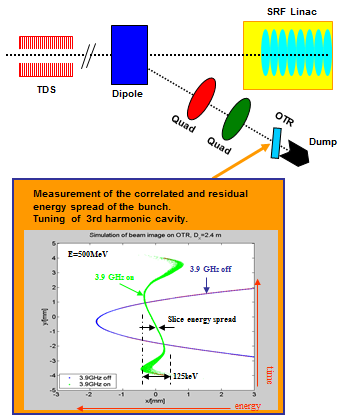 SRF Linac
TDS
Dipole
Quad
Quad
OTR
Dump
Measurement of the correlated and residual
energy spread of the bunch.
Tuning of 3rd harmonic cavity.
Simulation of beam image on OTR, Dx=2.4 m
E=500MeV
3.9 GHz on
3.9 GHz off
Slice energy spread
125keV
3.9GHz off
3.9GHz on
y/[mm]
5
4
3
2
1
0
-1
-2
-3
-4
-5
-3
-2
-1
0
1
2
3
x/[mm]
time
energy